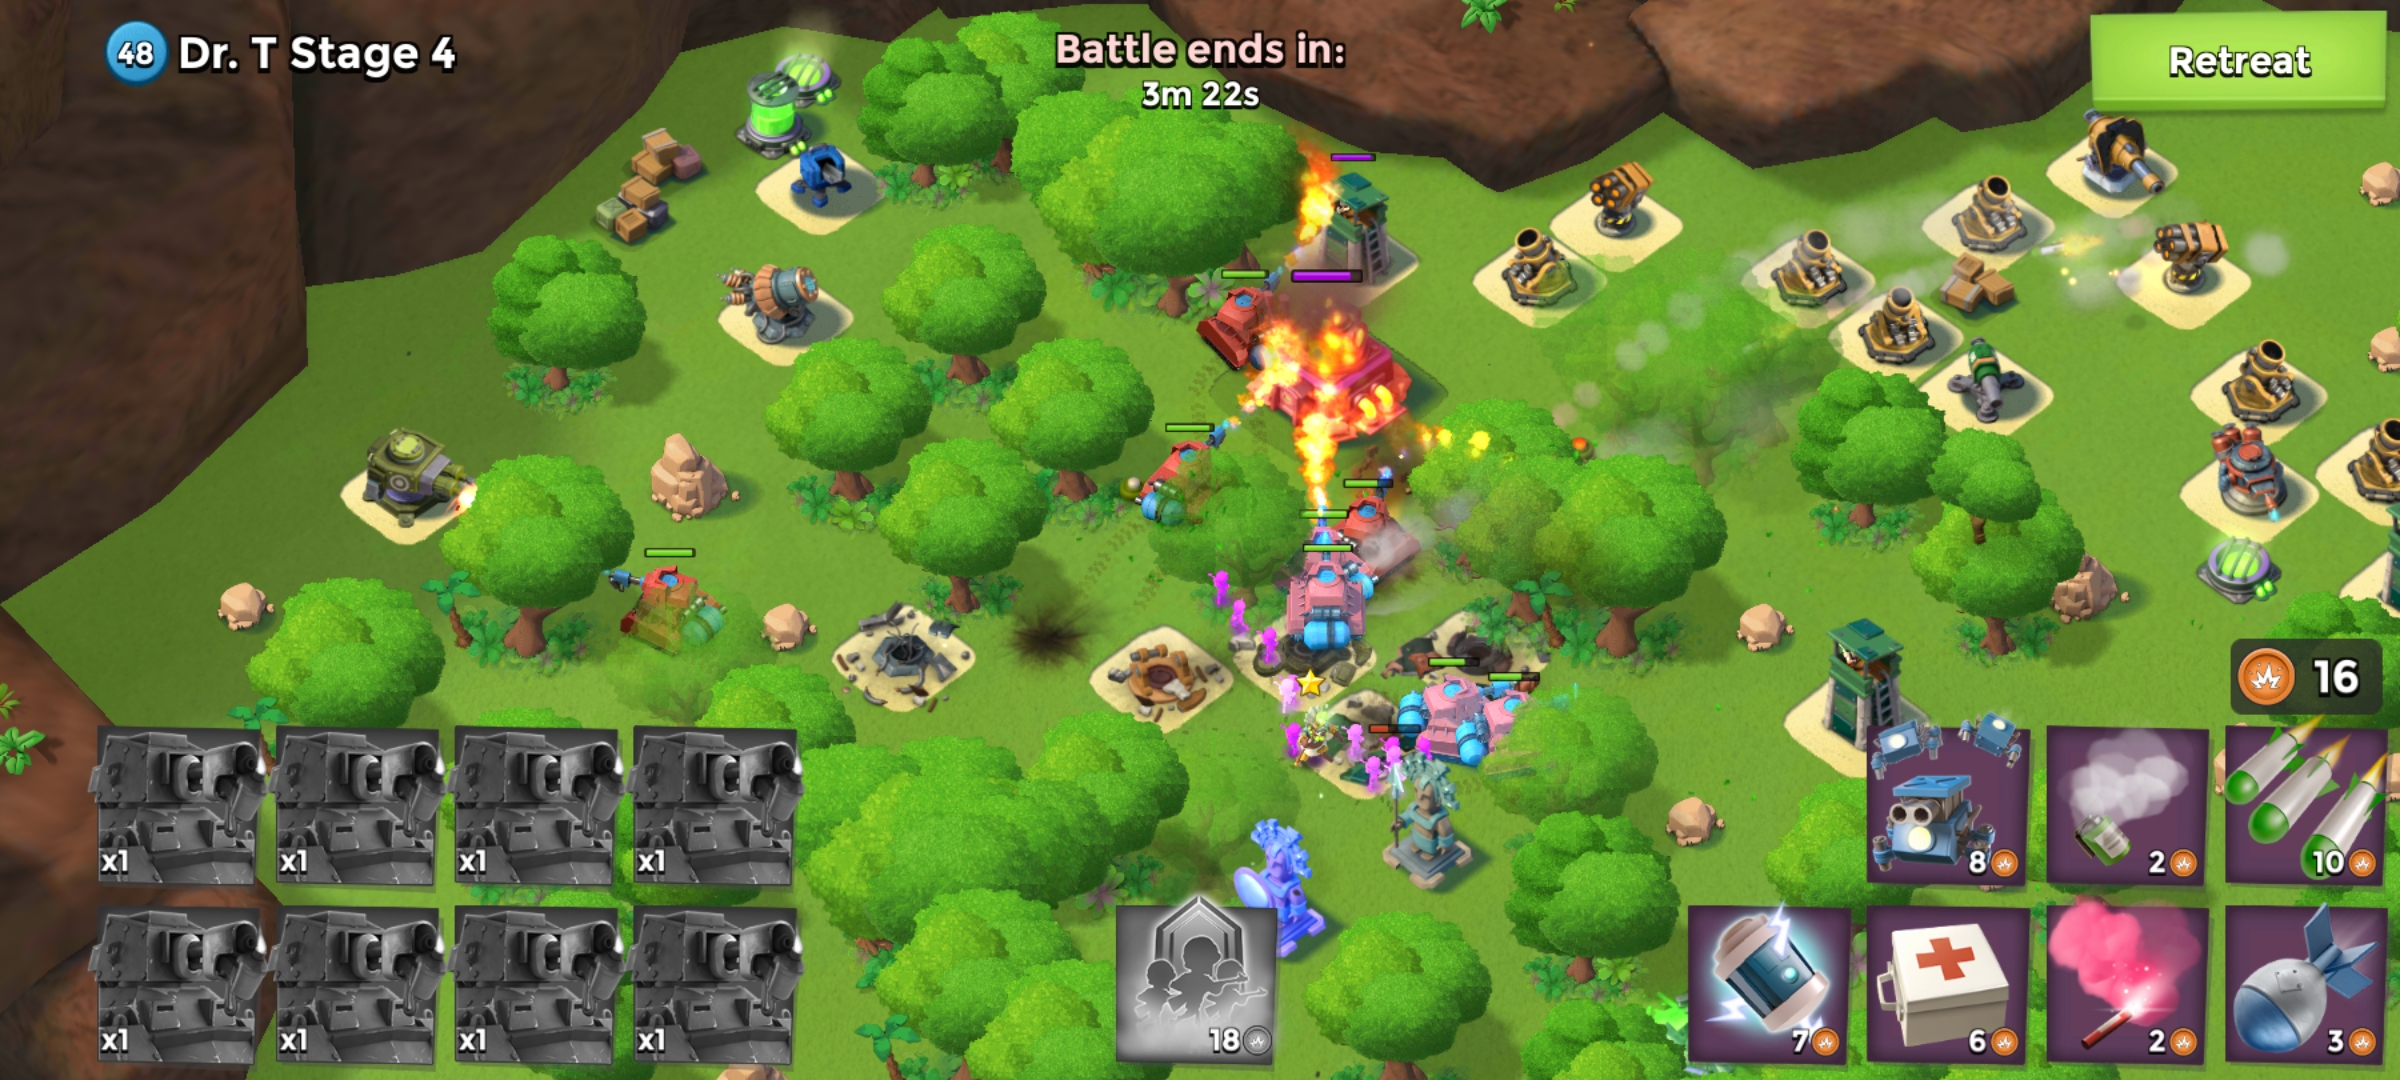 48 Dr. T Stage 4
Battle ends in:
3m 22s
Retreat
16
x1 x1 x1 x1
8 2 10
x1 x1 x1 x1
18
7 6 2 3